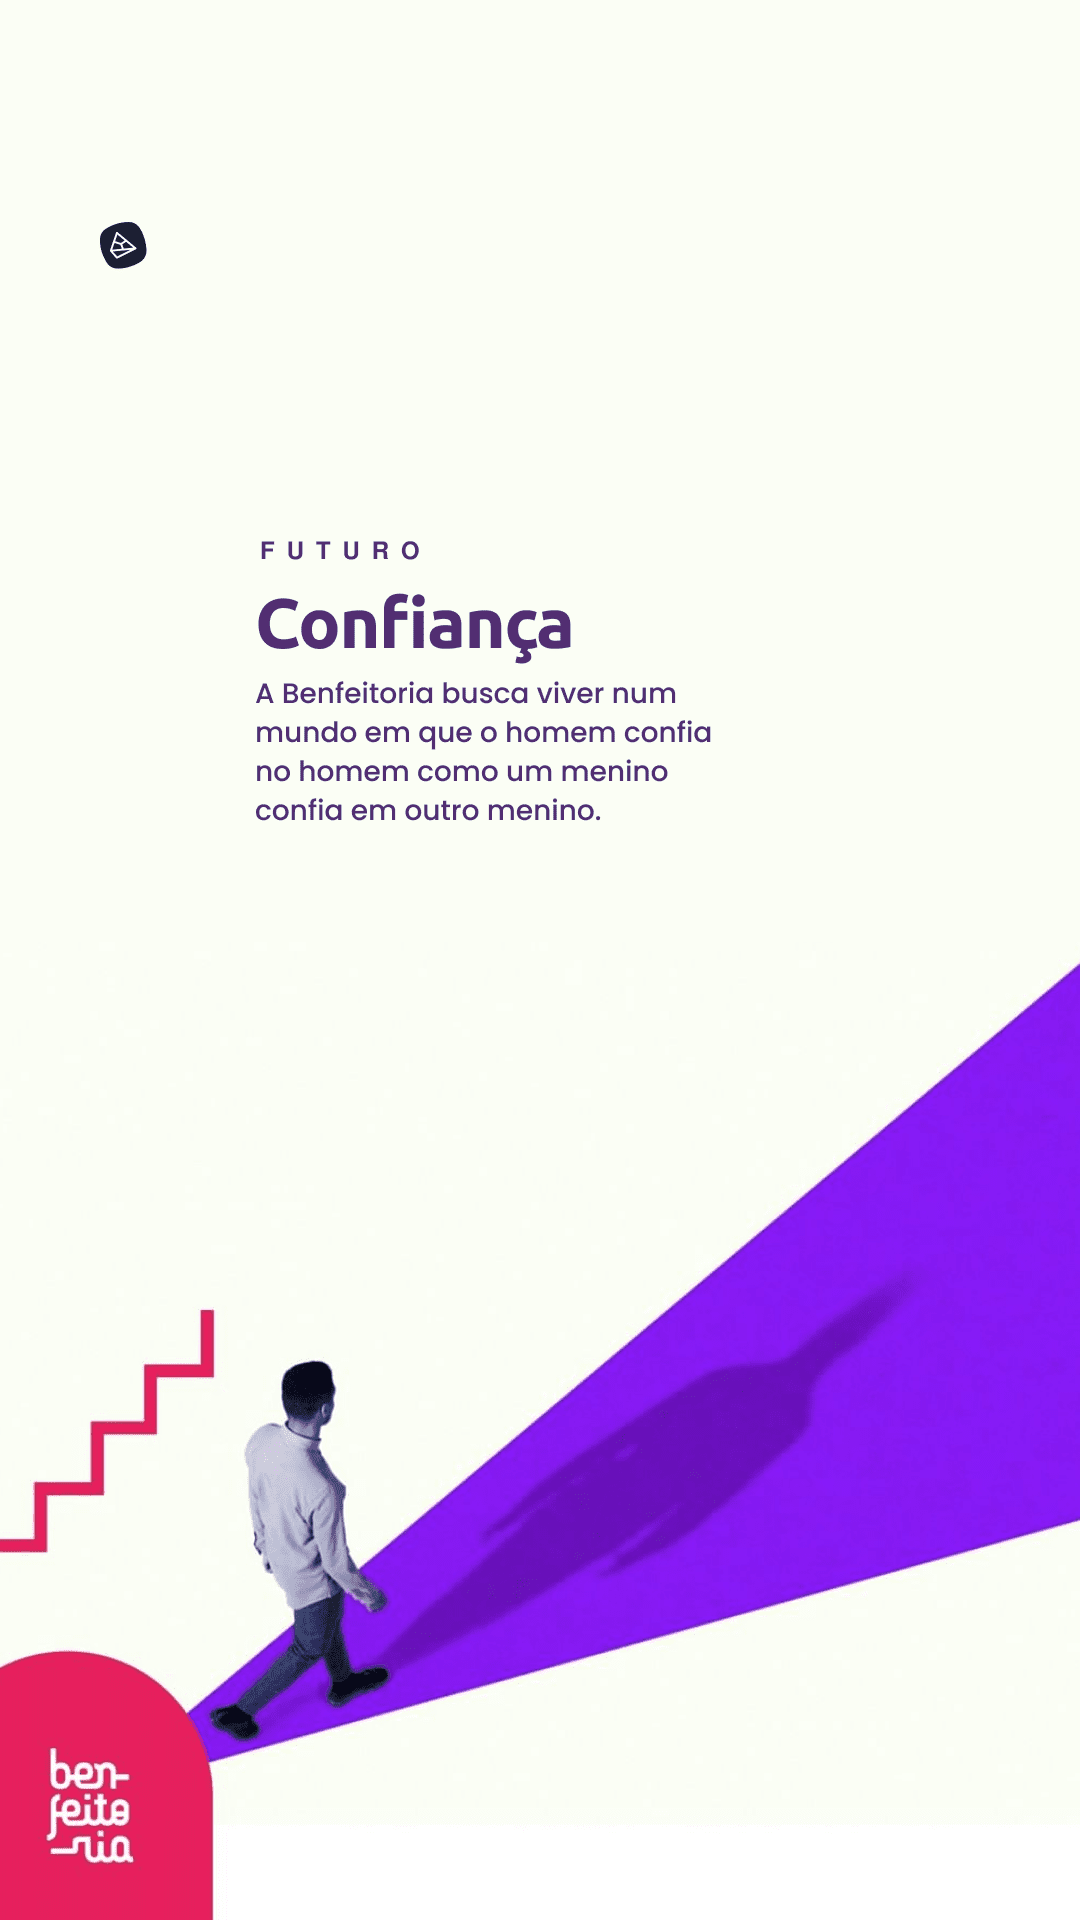 FUTURO
Confiança
A Benfeitoria busca viver num
mundo em que o homem confia
no homem como um menino
confia em outro menino.
ben-
feito
ria